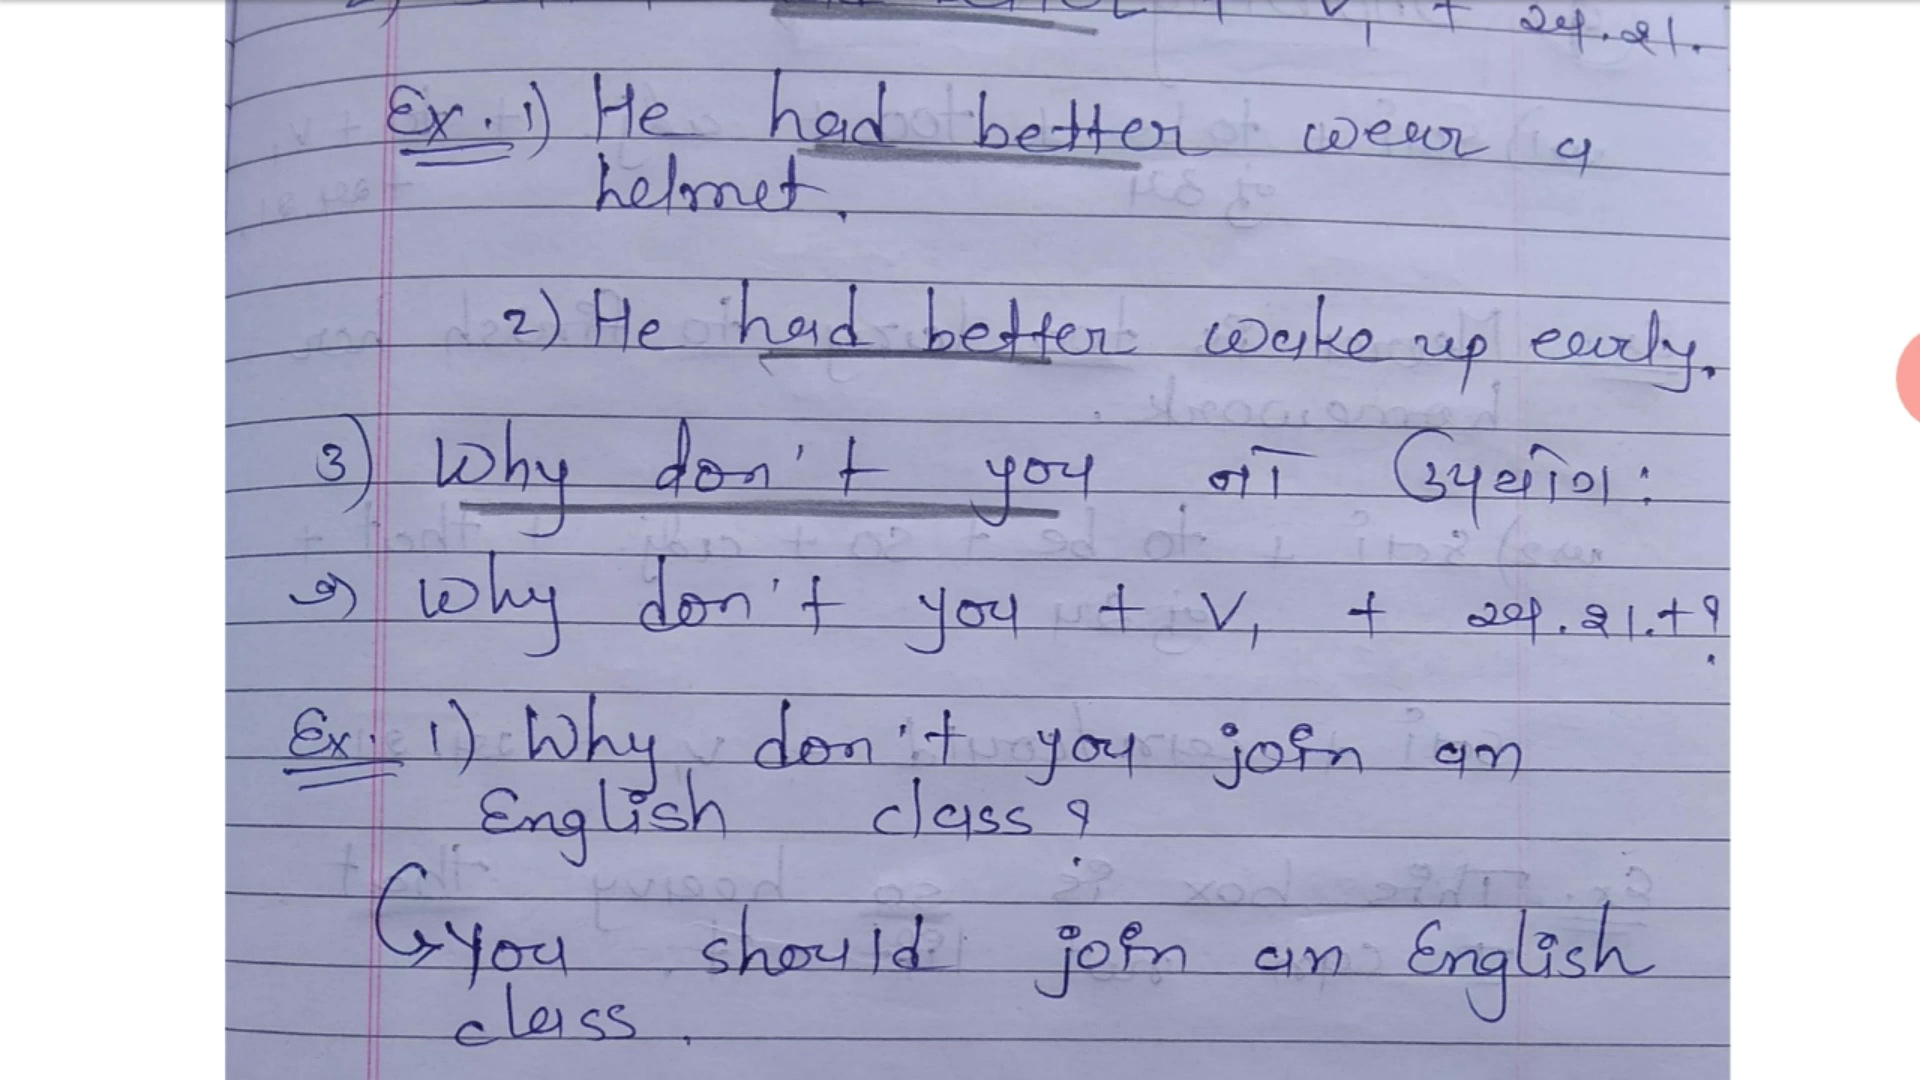 + V₁ + અ.શ.
Ex. 1) He had better wear a
helmet.
2) He had better wake up early.
3) Why don't you નો ઉપયોગ:
⇒ Why don't you + V₁ + અ.શ.+?
Ex. 1) Why don't you join an
English class?
↪ you should join an English
class.